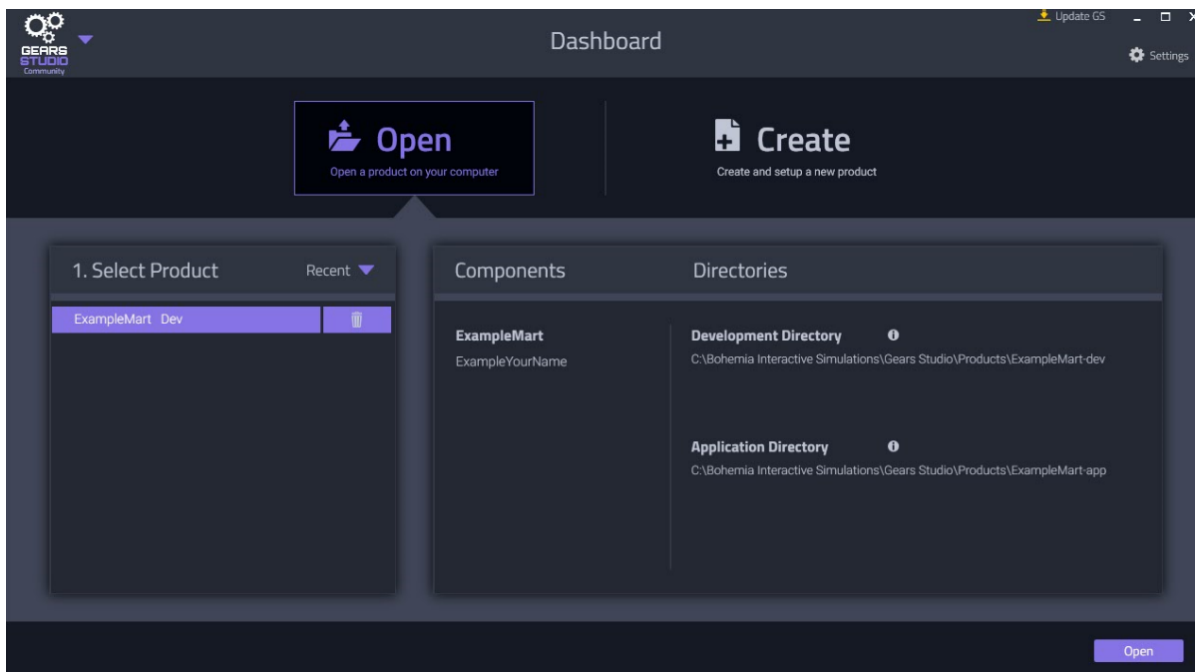 Update GS
GEARS
STUDIO
Community
Dashboard
Settings
Open
Open a product on your computer
Create
Create and setup a new product
1. Select Product
Recent
ExampleMart Dev
Components
Directories
ExampleMart
ExampleYourName
Development Directory
C:\Bohemia Interactive Simulations\Gears Studio\Products\ExampleMart-dev
Application Directory
C:\Bohemia Interactive Simulations\Gears Studio\Products\ExampleMart-app
Open